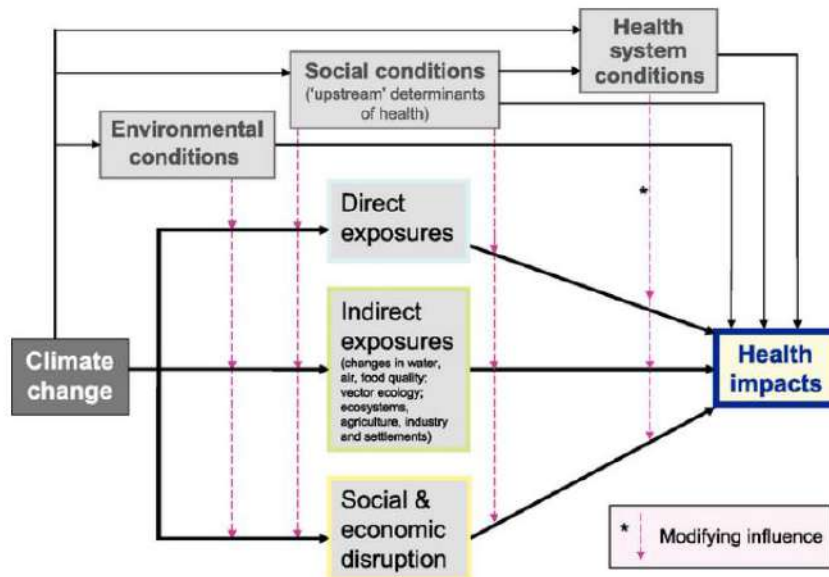 Health
system
conditions
Social conditions
('upstream' determinants
of health)
Environmental
conditions
*
Direct
exposures
Indirect
exposures
(changes in water,
air, food quality;
vector ecology;
ecosystems,
agriculture, industry
and settlements)
Climate
change
Health
impacts
Social &
economic
disruption
* Modifying influence